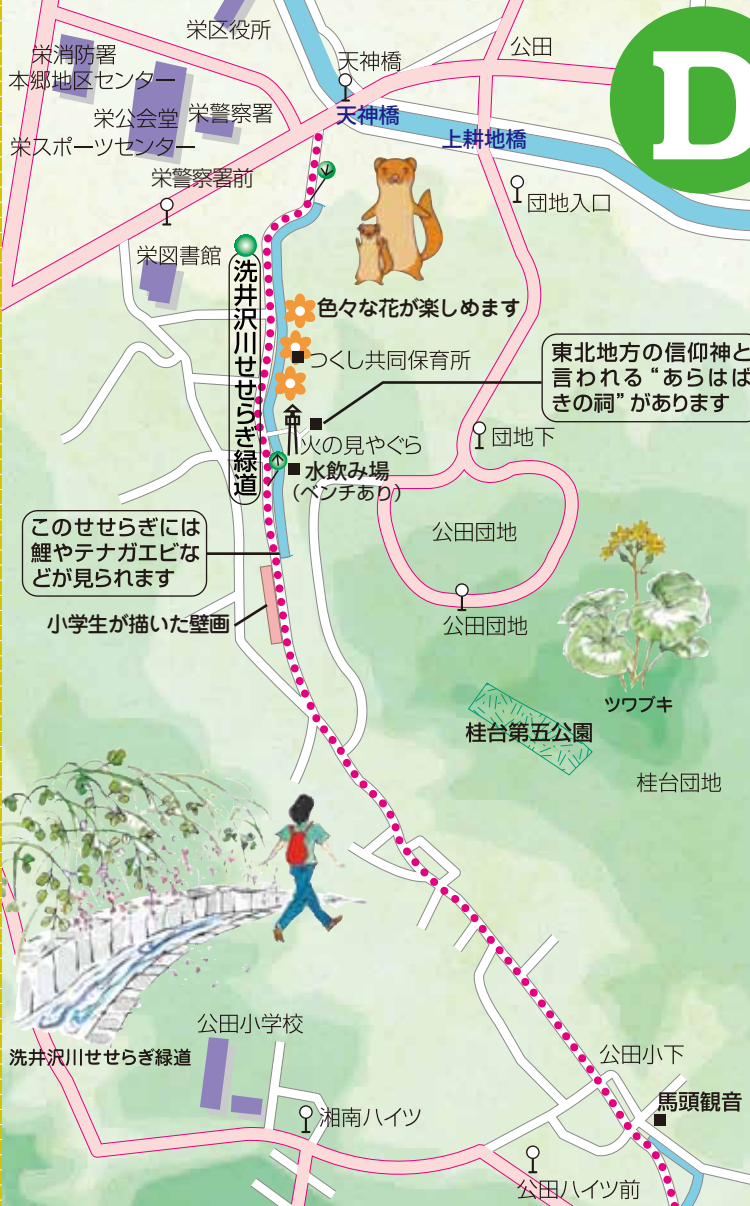 栄区役所
D
公田
天神橋
栄消防署
本郷地区センター
天神橋
栄公会堂
栄警察署
上耕地橋
栄スポーツセンター
栄警察署前
団地入口
栄図書館
洗井沢川せせらぎ緑道
色々な花が楽しめます
つくし共同保育所
東北地方の信仰神と
言われる“あらはば
きの祠”があります
団地下
火の見やぐら
水飲み場
(ベンチあり)
このせせらぎには
鯉やテナガエビな
どが見られます
公田団地
小学生が描いた壁画
公田団地
ツワブキ
桂台第五公園
桂台団地
公田小学校
洗井沢川せせらぎ緑道
公田小下
馬頭観音
湘南ハイツ
公田ハイツ前